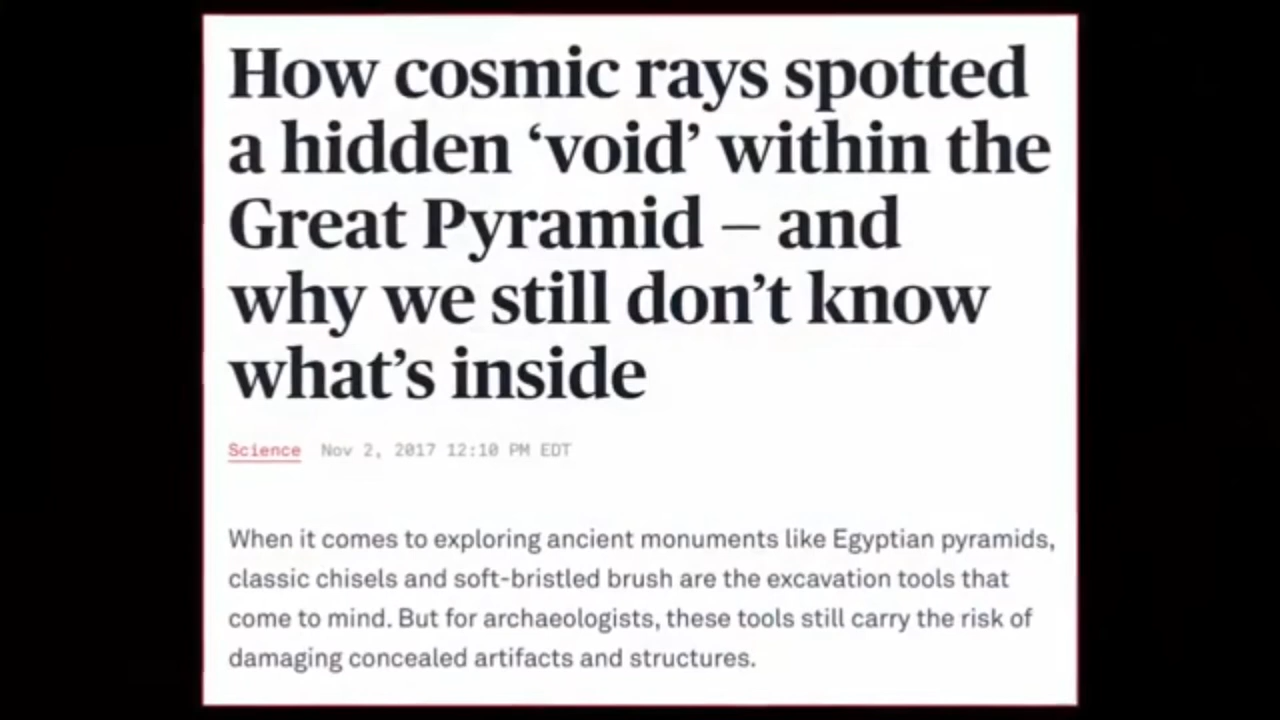 How cosmic rays spotted
a hidden ‘void’ within the
Great Pyramid – and
why we still don’t know
what’s inside
Science Nov 2, 2017 12:10 PM EDT
When it comes to exploring ancient monuments like Egyptian pyramids,
classic chisels and soft-bristled brush are the excavation tools that
come to mind. But for archaeologists, these tools still carry the risk of
damaging concealed artifacts and structures.